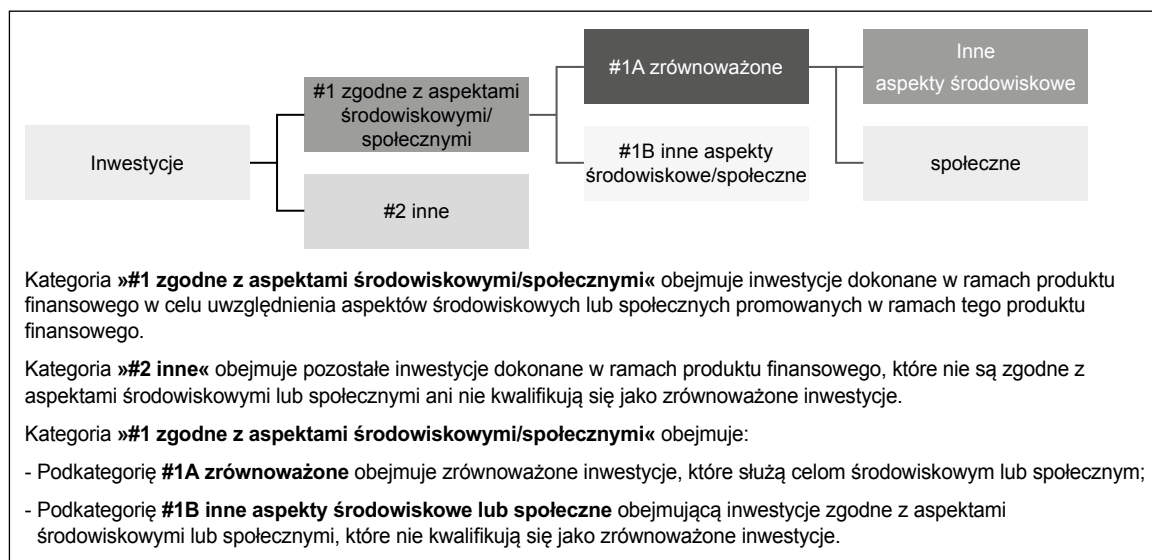 Inwestycje
#1 zgodne z aspektami
środowiskowymi/
społecznymi
#2 inne
#1A zrównoważone
#1B inne aspekty
środowiskowe/społeczne
Inne
aspekty środowiskowe
społeczne
Kategoria »#1 zgodne z aspektami środowiskowymi/społecznymi« obejmuje inwestycje dokonane w ramach produktu
finansowego w celu uwzględnienia aspektów środowiskowych lub społecznych promowanych w ramach tego produktu
finansowego.
Kategoria »#2 inne« obejmuje pozostałe inwestycje dokonane w ramach produktu finansowego, które nie są zgodne z
aspektami środowiskowymi lub społecznymi ani nie kwalifikują się jako zrównoważone inwestycje.
Kategoria »#1 zgodne z aspektami środowiskowymi/społecznymi« obejmuje:
- Podkategorię #1A zrównoważone obejmuje zrównoważone inwestycje, które służą celom środowiskowym lub społecznym;
- Podkategorię #1B inne aspekty środowiskowe lub społeczne obejmującą inwestycje zgodne z aspektami
środowiskowymi lub społecznymi, które nie kwalifikują się jako zrównoważone inwestycje.